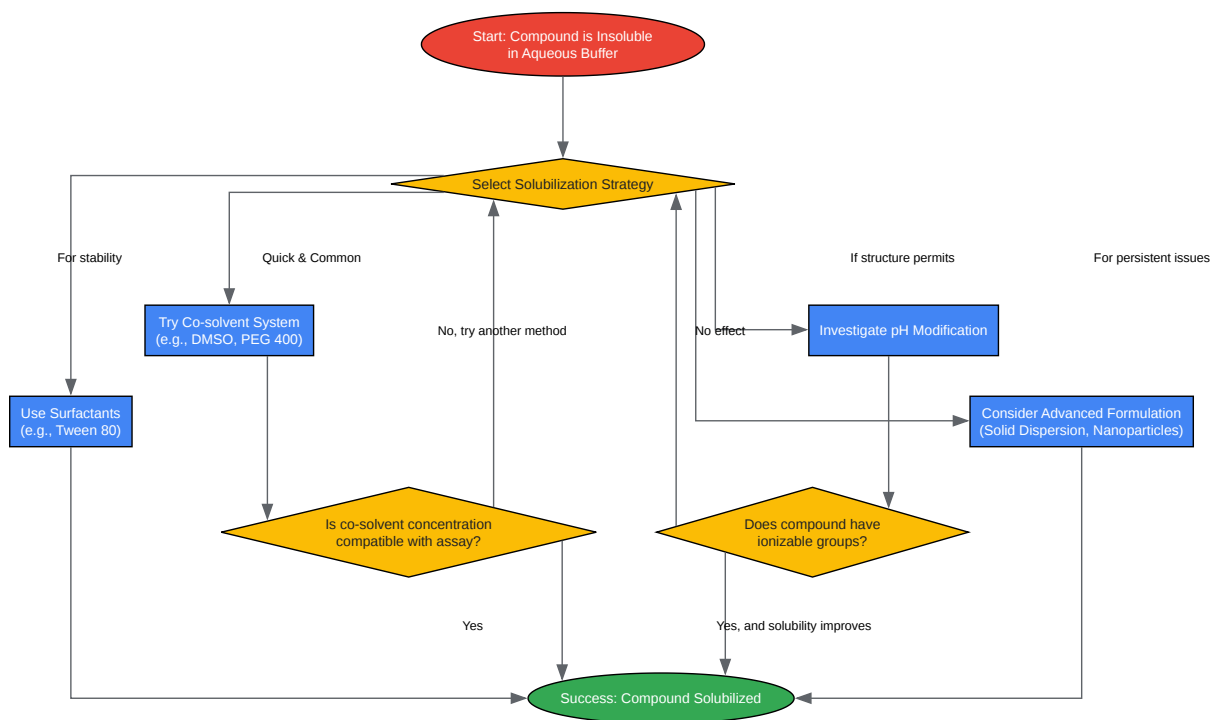 Start: Compound is Insoluble
in Aqueous Buffer
Select Solubilization Strategy
For stability
Quick & Common
If structure permits
For persistent issues
Try Co-solvent System
(e.g., DMSO, PEG 400)
No, try another method
No effect
Investigate pH Modification
Use Surfactants
(e.g., Tween 80)
Consider Advanced Formulation
(Solid Dispersion, Nanoparticles)
Is co-solvent concentration
compatible with assay?
Does compound have
ionizable groups?
Yes
Yes, and solubility improves
Success: Compound Solubilized